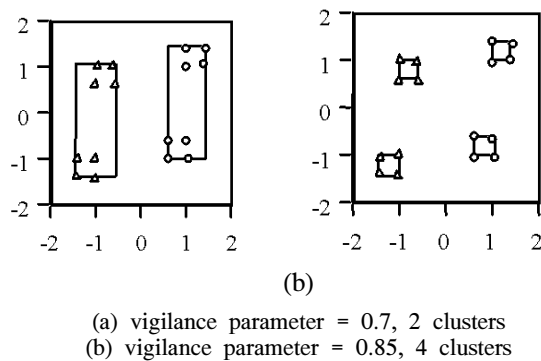 2
1
0
-1
-2
-2 -1 0 1 2
2
1
0
-1
-2
-2 -1 0 1 2
(b)
(a) vigilance parameter = 0.7, 2 clusters
(b) vigilance parameter = 0.85, 4 clusters